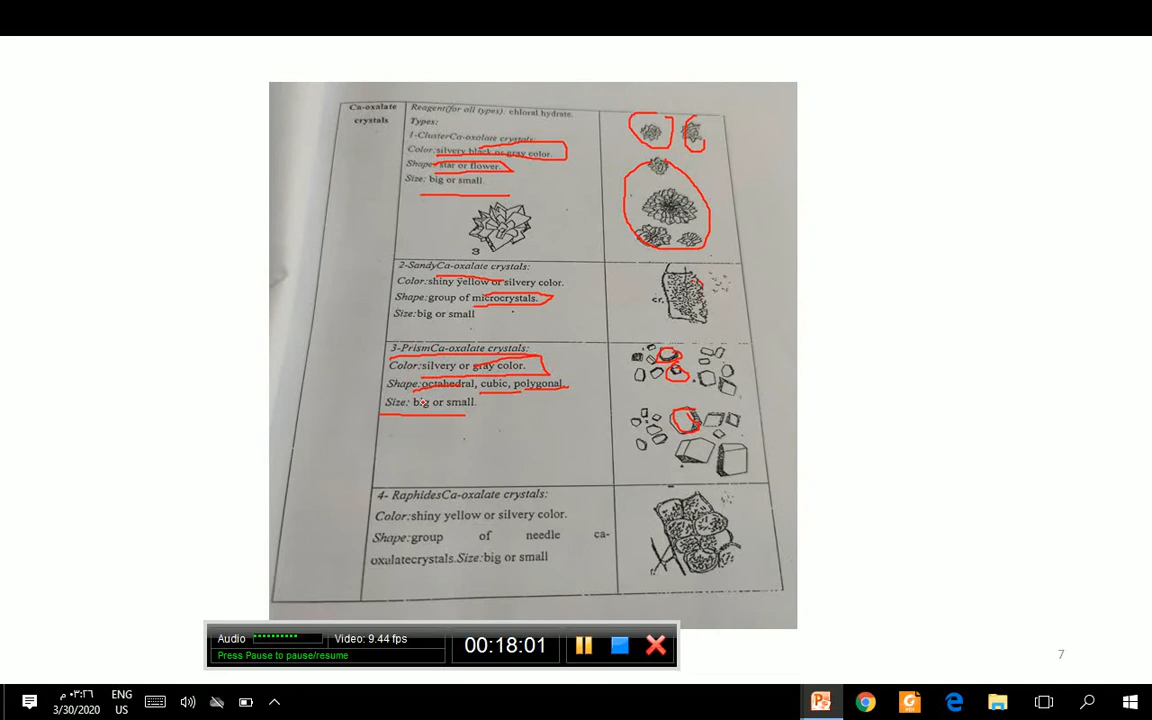 Ca-oxalate
crystals
Reagent(for all types). chloral hydrate.
Types:
1-ClusterCa-oxalate crystals:
Color:silvery black or gray color.
Shape: star or flower.
Size: big or small.
3
2-SandyCa-oxalate crystals:
Color:shiny yellow or silvery color.
Shape:group of microcrystals.
Size:big or small
cr.
3-PrismCa-oxalate crystals:
Color:silvery or gray color.
Shape:octahedral, cubic, polygonal.
Size: big or small.
4- RaphidesCa-oxalate crystals:
Color:shiny yellow or silvery color.
Shape:group of needle ca-
oxalatecrystals.Size:big or small
Audio
Video: 9.44 fps
Press Pause to pause/resume
00:18:01
7
٠٣:٢٦ م
3/30/2020
ENG
US